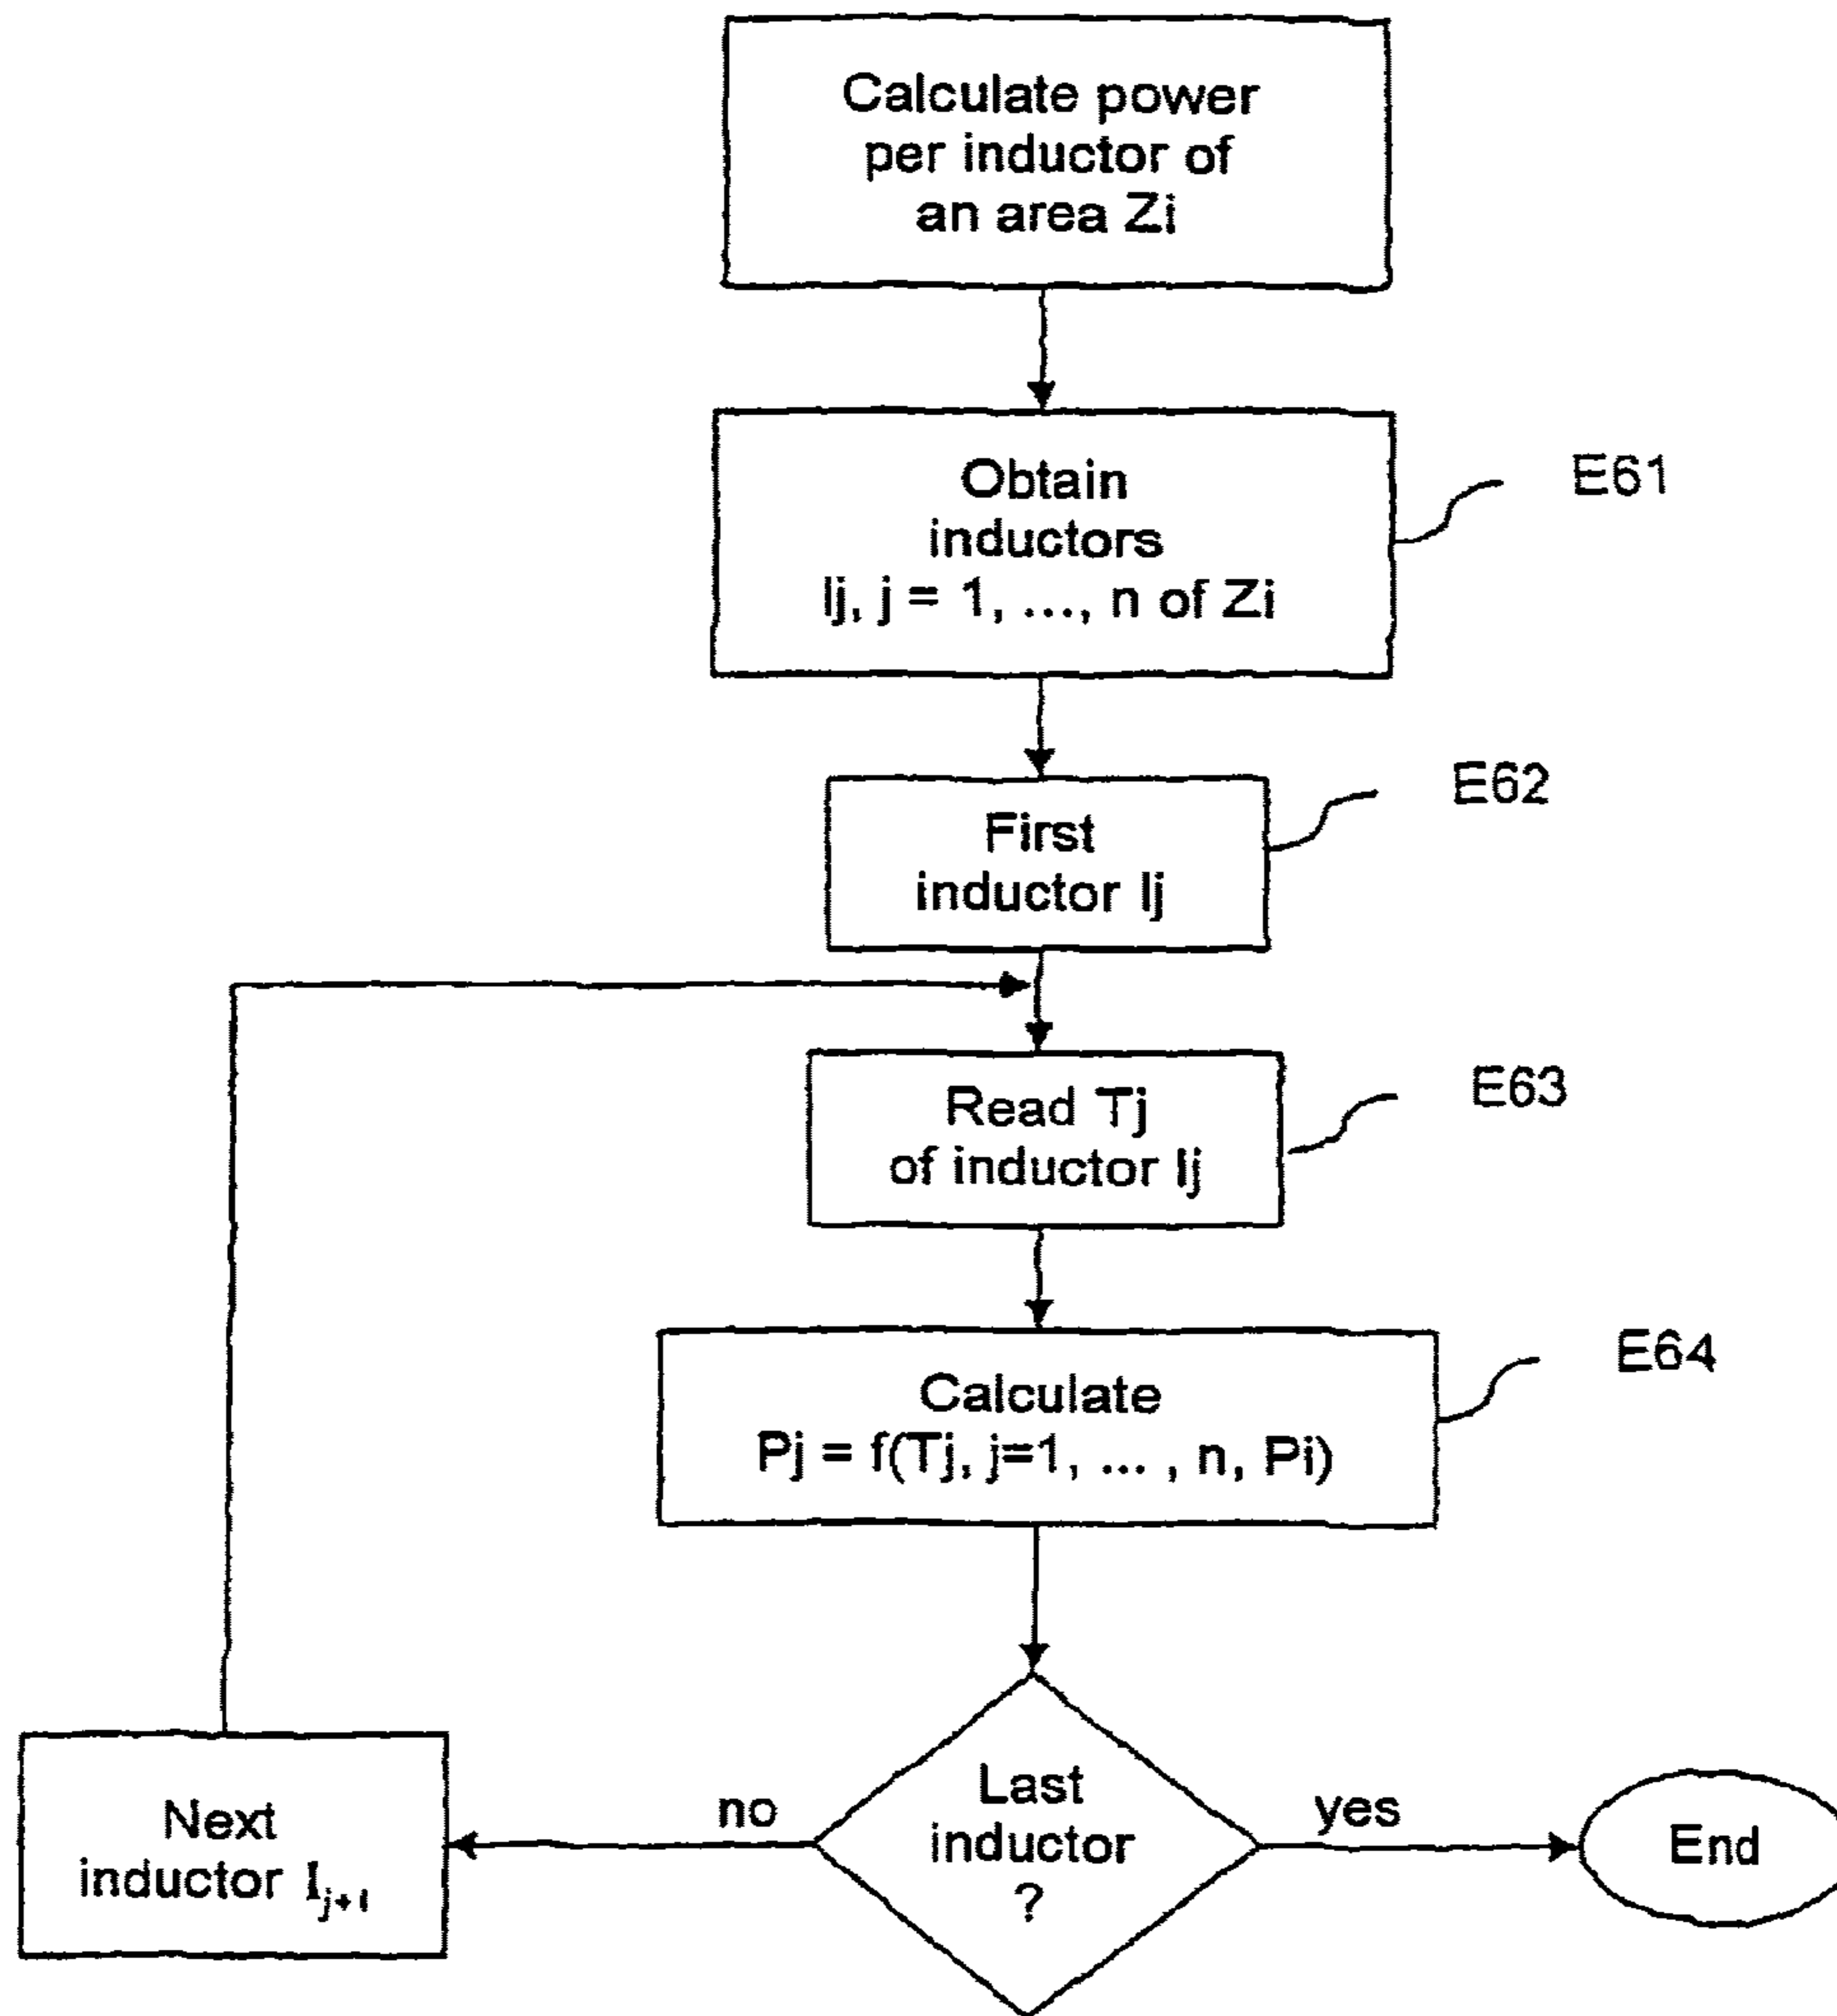 Calculate power
per inductor of
an area Zi
Obtain
inductors
Ij, j = 1, ..., n of Zi
E61
First
inductor Ij
E62
Read Tj
of inductor Ij
E63
Calculate
Pj = f(Tj, j=1, ... , n, Pi)
E64
Last
inductor
?
no
yes
Next
inductor Ij+1
End